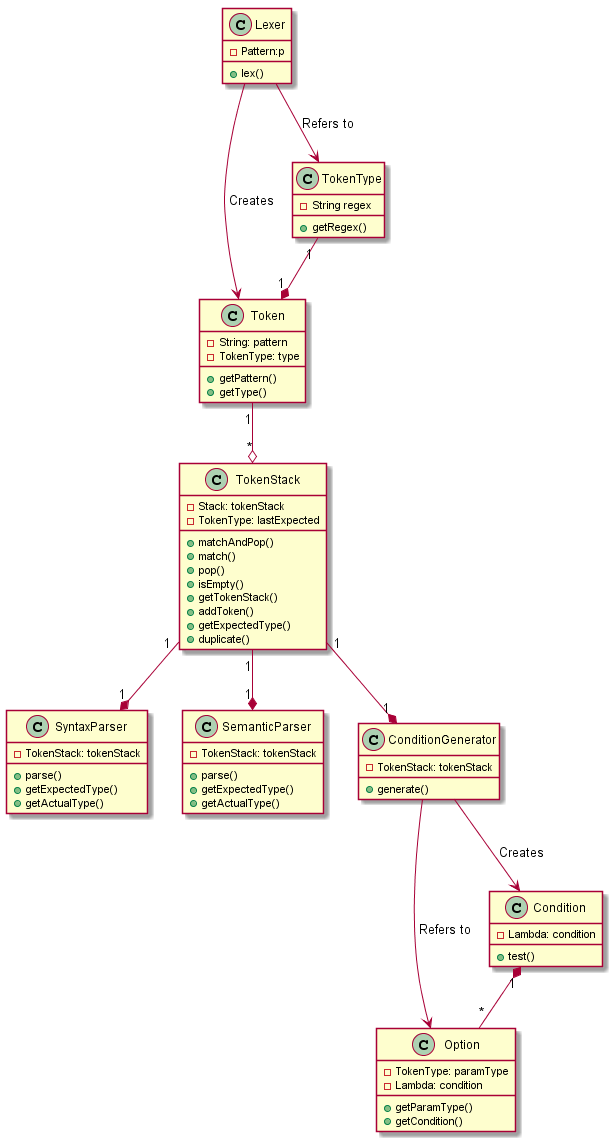 C Lexer
Pattern:p
lex()
Refers to
Creates
C TokenType
String regex
getRegex()
1
1
C Token
String: pattern
TokenType: type
getPattern()
getType()
1
*
C TokenStack
Stack: tokenStack
TokenType: lastExpected
matchAndPop()
match()
pop()
isEmpty()
getTokenStack()
addToken()
getExpectedType()
duplicate()
1 1 1
1 1 1
C SyntaxParser
TokenStack: tokenStack
parse()
getExpectedType()
getActualType()
C SemanticParser
TokenStack: tokenStack
parse()
getExpectedType()
getActualType()
C ConditionGenerator
TokenStack: tokenStack
generate()
Creates
Refers to
C Condition
Lambda: condition
test()
1
*
C Option
TokenType: paramType
Lambda: condition
getParamType()
getCondition()